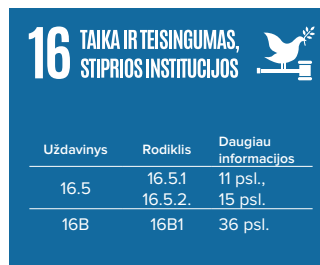 16 TAIKA IR TEISINGUMAS,
STIPRIOS INSTITUCIJOS
Uždavinys Rodiklis Daugiau informacijos
16.5 16.5.1 11 psl.,
16.5.2. 15 psl.
16B 16B1 36 psl.